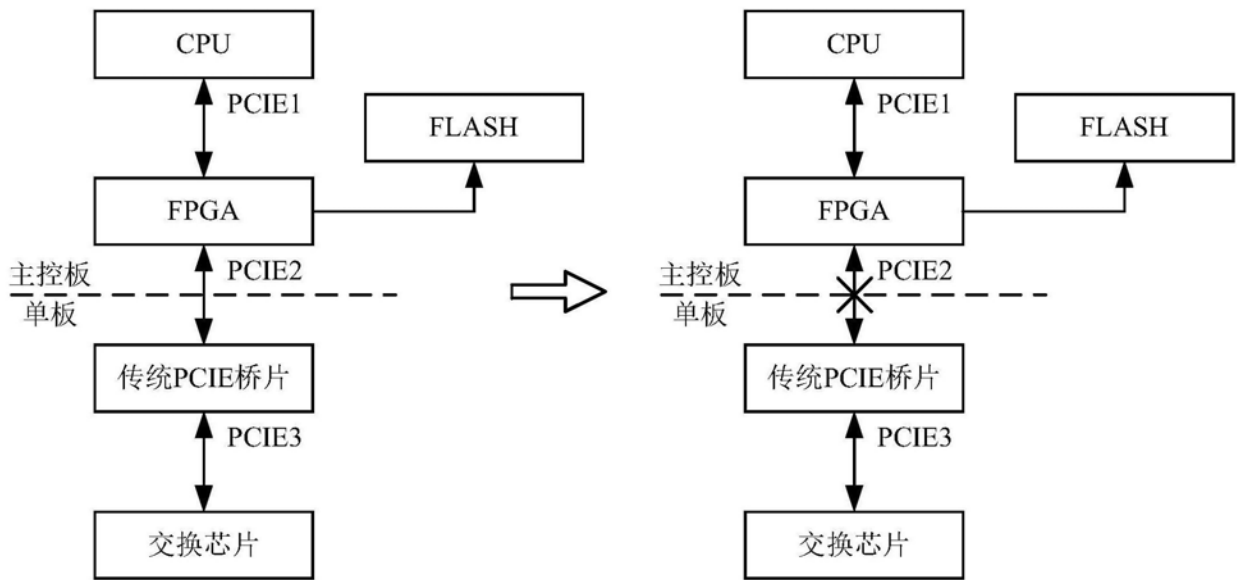 CPU
PCIE1
FLASH
FPGA
PCIE2
主控板
单板
传统PCIE桥片
PCIE3
交换芯片
CPU
PCIE1
FLASH
FPGA
PCIE2
主控板
单板
传统PCIE桥片
PCIE3
交换芯片